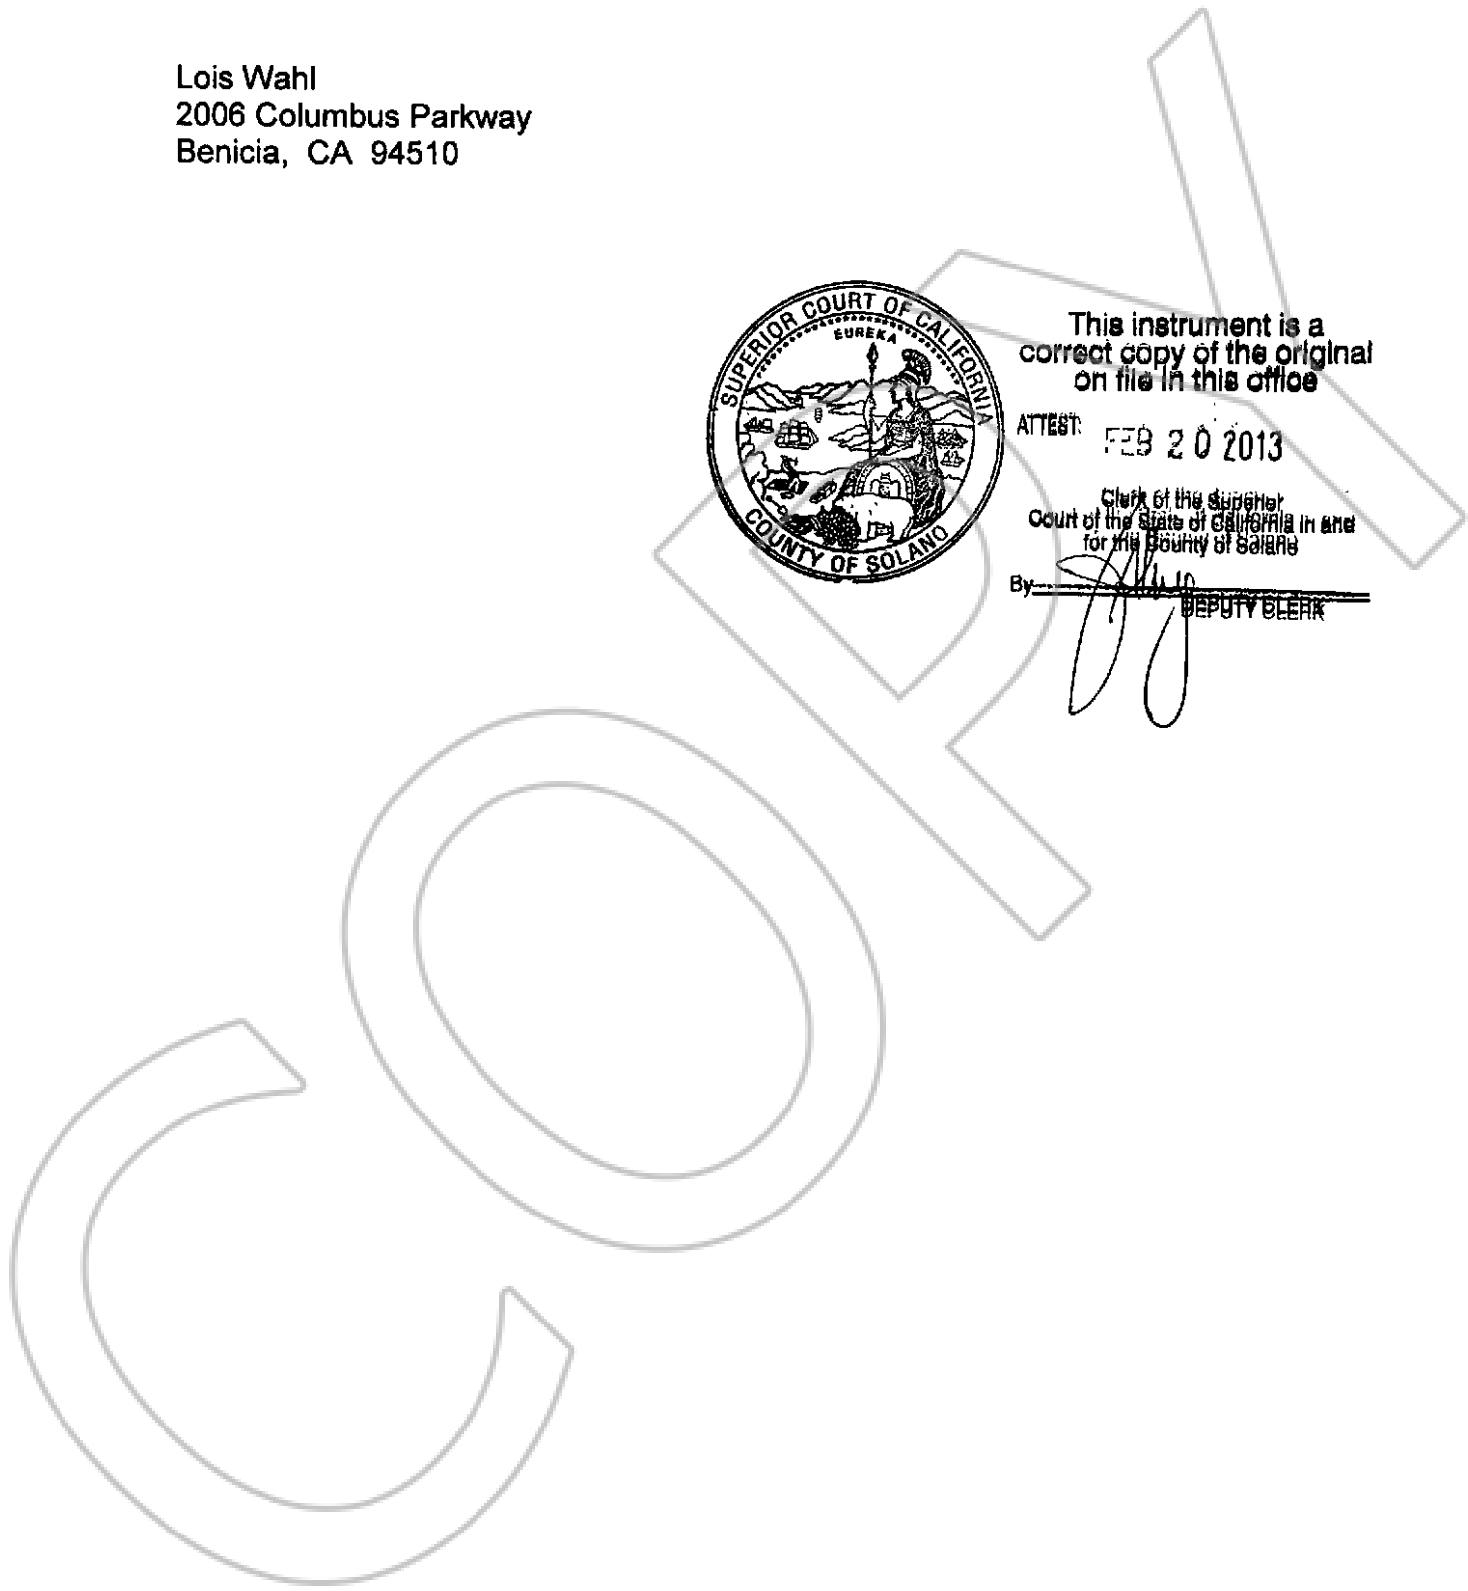 Lois Wahl
2006 Columbus Parkway
Benicia, CA 94510
SUPERIOR COURT OF CALIFORNIA
EUREKA
COUNTY OF SOLANO
This instrument is a
correct copy of the original
on file in this office
ATTEST:
FEB 20 2013
Clerk of the Superior
Court of the State of California in and
for the County of Solano
By
DEPUTY CLERK
COPY